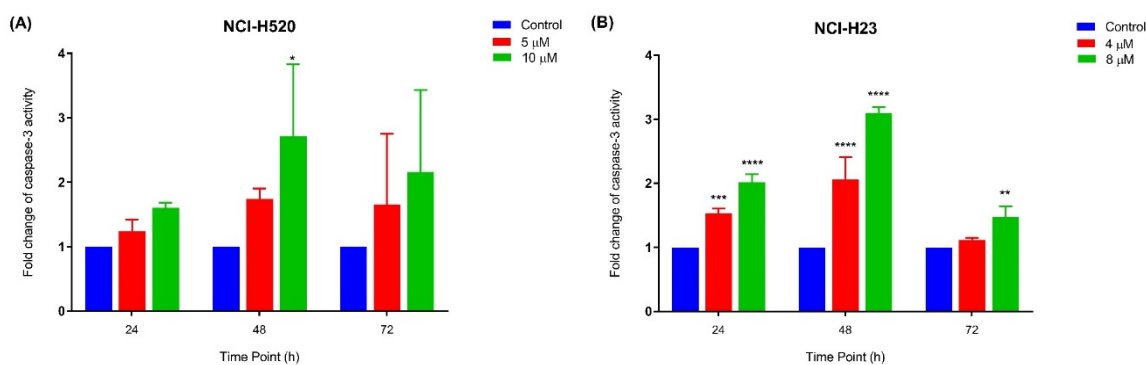 (A)
NCI-H520
Control
5 μM
10 μM
Fold change of caspase-3 activity
4
3
2
1
0
*
24
48
72
Time Point (h)
(B)
NCI-H23
Control
4 μM
8 μM
Fold change of caspase-3 activity
4
3
2
1
0
***
****
****
****
**
24
48
72
Time Point (h)